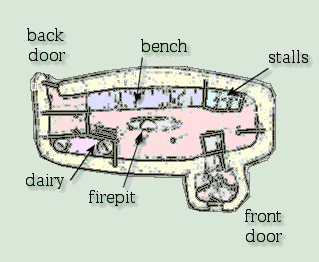 back
door
bench
stalls
dairy
firepit
front
door